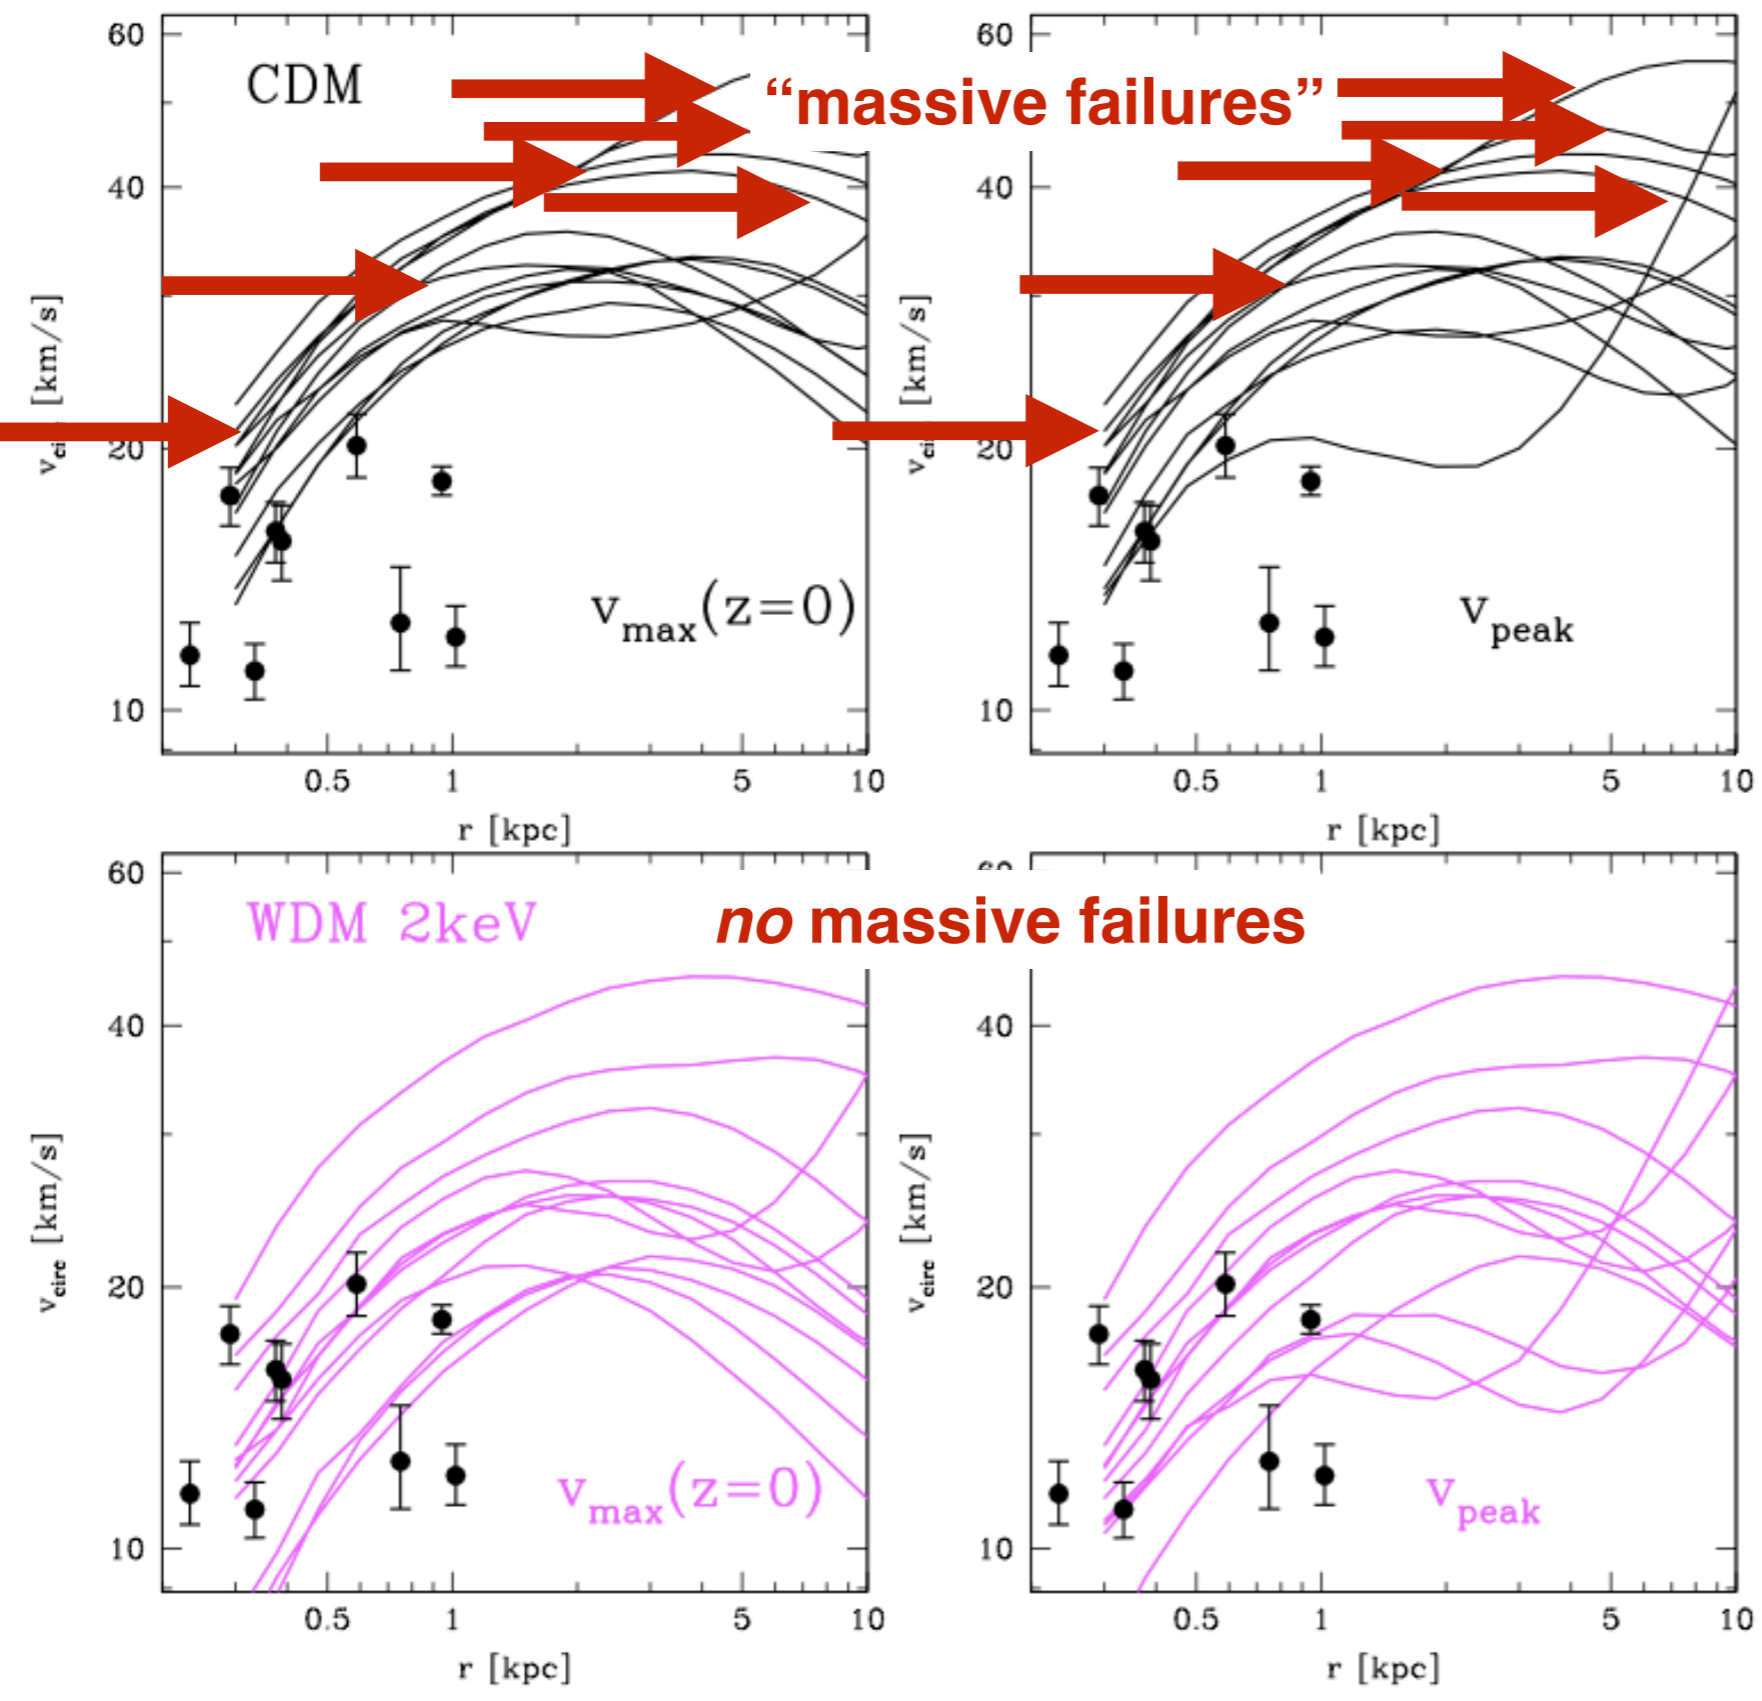 CDM
“massive failures”
60
40
20
10
v [km/s]
v_max(z=0)
0.5 1 5 10
r [kpc]
60
40
20
10
v [km/s]
v_peak
0.5 1 5 10
r [kpc]
WDM 2keV
no massive failures
60
40
20
10
v_circ [km/s]
v_max(z=0)
0.5 1 5 10
r [kpc]
40
20
10
v_circ [km/s]
v_peak
0.5 1 5 10
r [kpc]